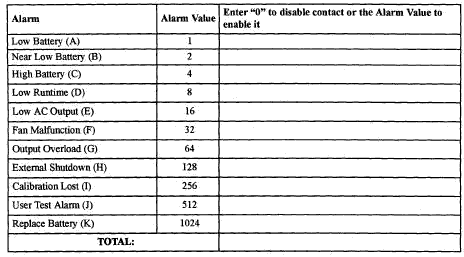 Alarm Alarm Value Enter “0” to disable contact or the Alarm Value to
enable it
Low Battery (A) 1
Near Low Battery (B) 2
High Battery (C) 4
Low Runtime (D) 8
Low AC Output (E) 16
Fan Malfunction (F) 32
Output Overload (G) 64
External Shutdown (H) 128
Calibration Lost (I) 256
User Test Alarm (J) 512
Replace Battery (K) 1024
TOTAL: